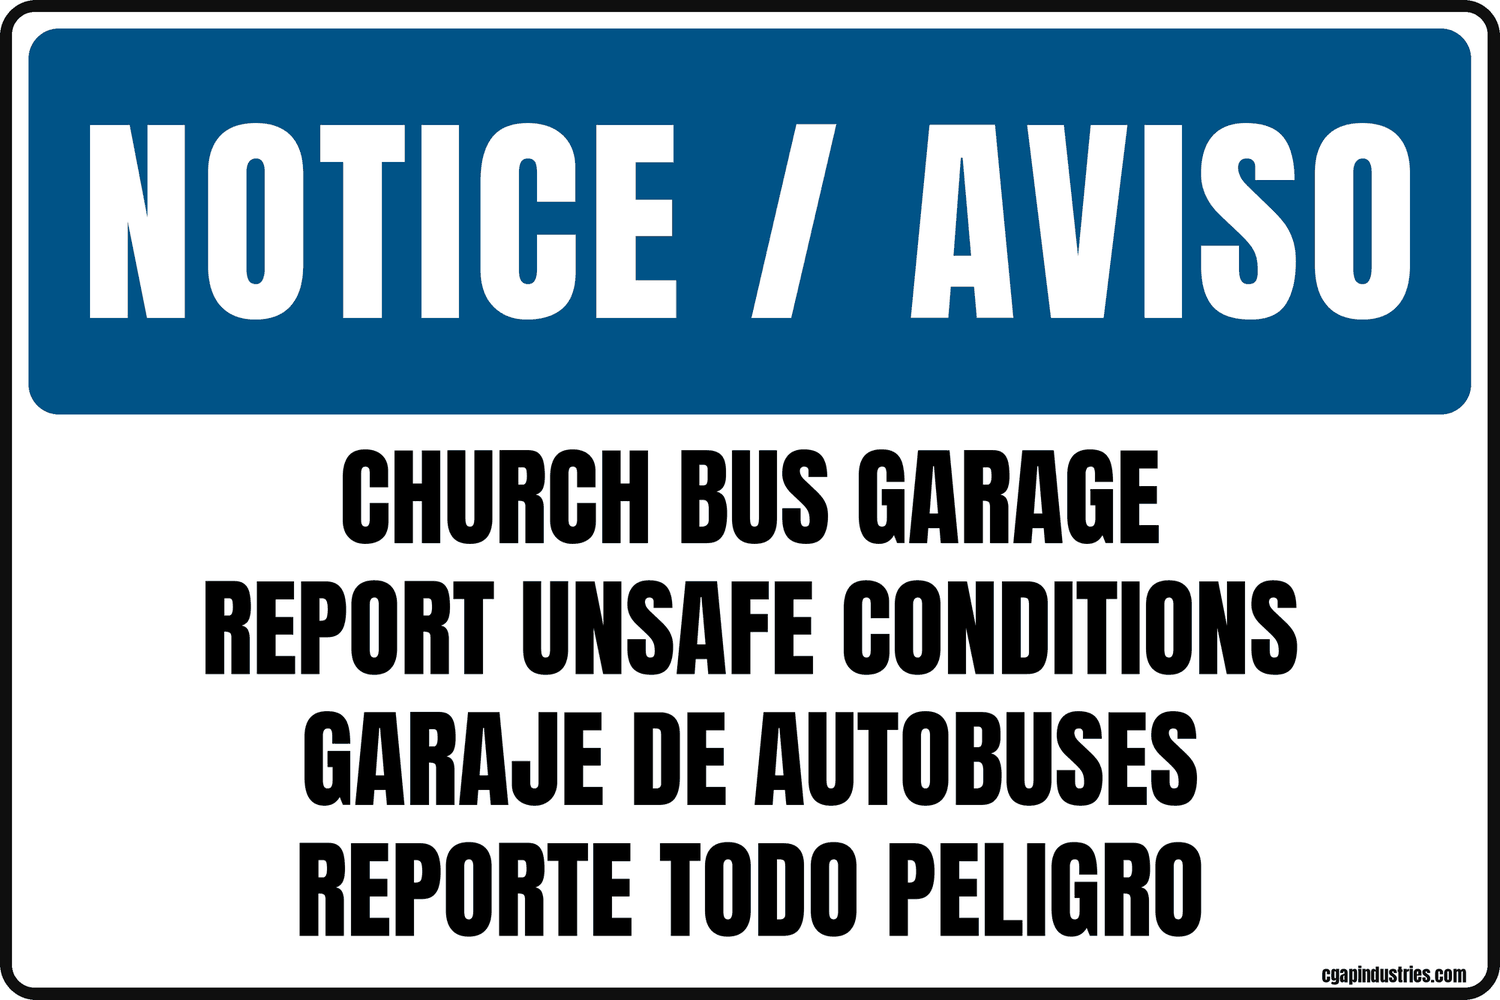 NOTICE / AVISO
CHURCH BUS GARAGE
REPORT UNSAFE CONDITIONS
GARAJE DE AUTOBUSES
REPORTE TODO PELIGRO
cgapindustries.com